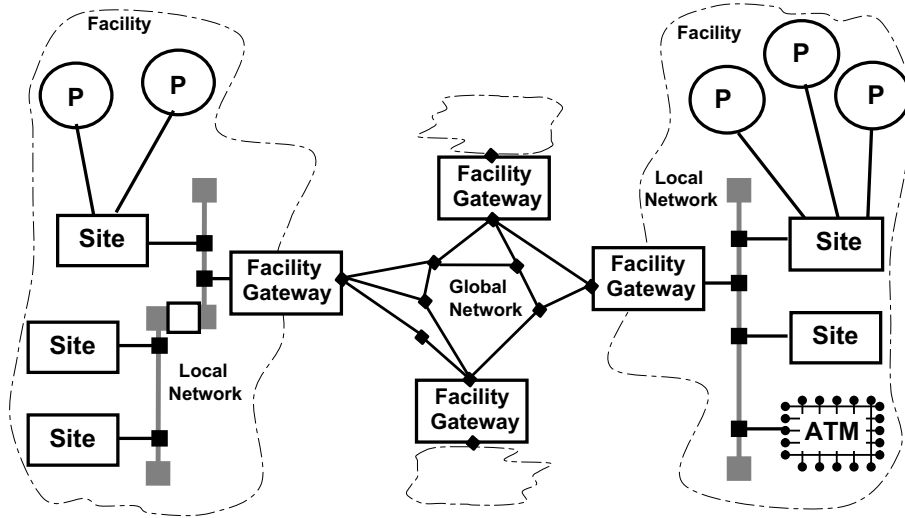 Facility
P
P
Site
Facility
Gateway
Site
Local
Network
Site
Facility
Gateway
Global
Network
Facility
Gateway
Facility
P
P
P
Local
Network
Site
Facility
Gateway
Site
ATM